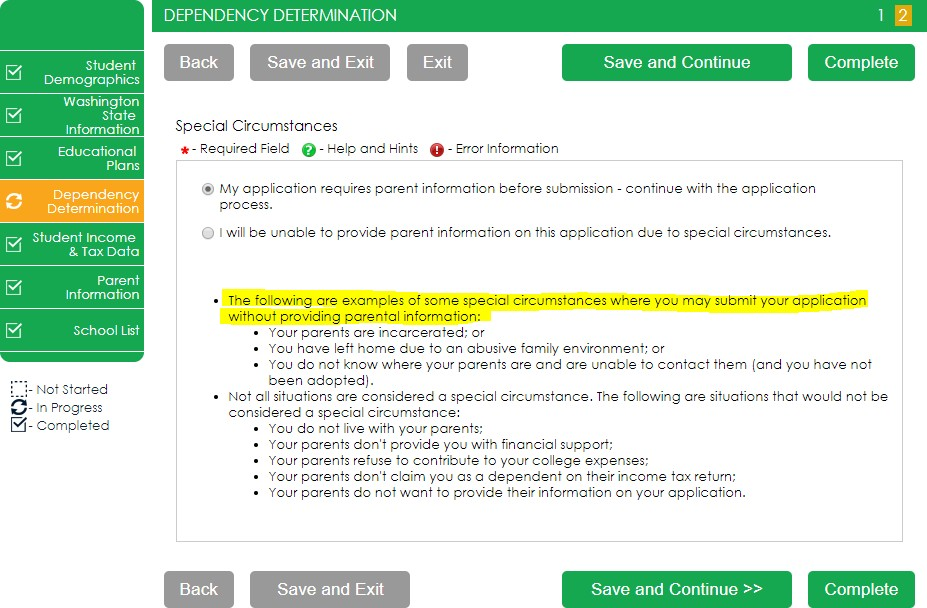 DEPENDENCY DETERMINATION
1 2
Back
Save and Exit
Exit
Save and Continue
Complete
Student
Demographics
Washington
State
Information
Educational
Plans
Dependency
Determination
Student Income
& Tax Data
Parent
Information
School List
- Not Started
- In Progress
- Completed
Special Circumstances
* - Required Field ? - Help and Hints ! - Error Information
My application requires parent information before submission - continue with the application
process.
I will be unable to provide parent information on this application due to special circumstances.
• The following are examples of some special circumstances where you may submit your application
without providing parental information:
• Your parents are incarcerated; or
• You have left home due to an abusive family environment; or
• You do not know where your parents are and are unable to contact them (and you have not
been adopted).
• Not all situations are considered a special circumstance. The following are situations that would not be
considered a special circumstance:
• You do not live with your parents;
• Your parents don't provide you with financial support;
• Your parents refuse to contribute to your college expenses;
• Your parents don't claim you as a dependent on their income tax return;
• Your parents do not want to provide their information on your application.
Back
Save and Exit
Save and Continue >>
Complete